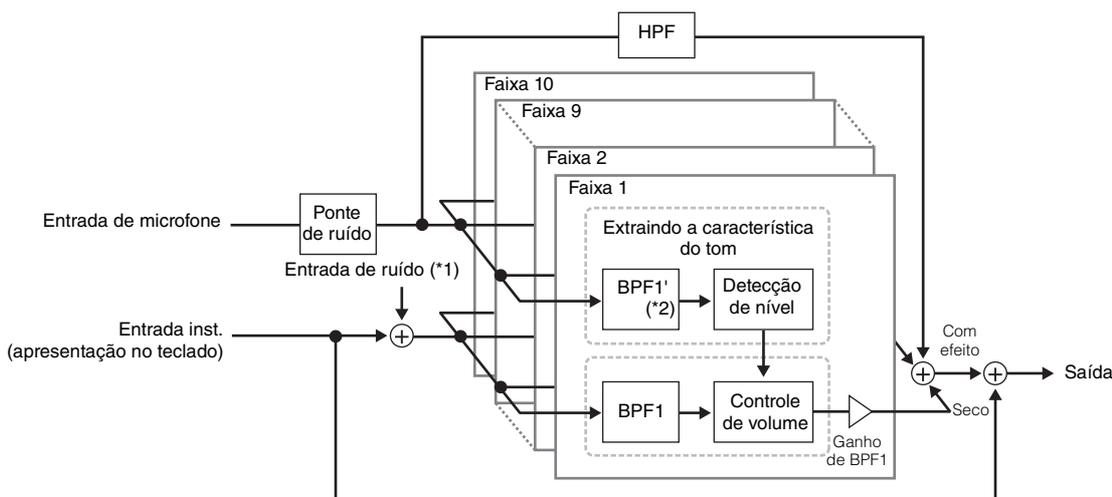 HPF
Faixa 10
Faixa 9
Faixa 2
Faixa 1
Entrada de microfone
Ponte
de ruído
Extraindo a característica
do tom
Entrada de ruído (*1)
BPF1'
(*2)
Detecção
de nível
Entrada inst.
(apresentação no teclado)
Com
efeito
Saída
BPF1
Controle
de volume
Seco
Ganho
de BPF1